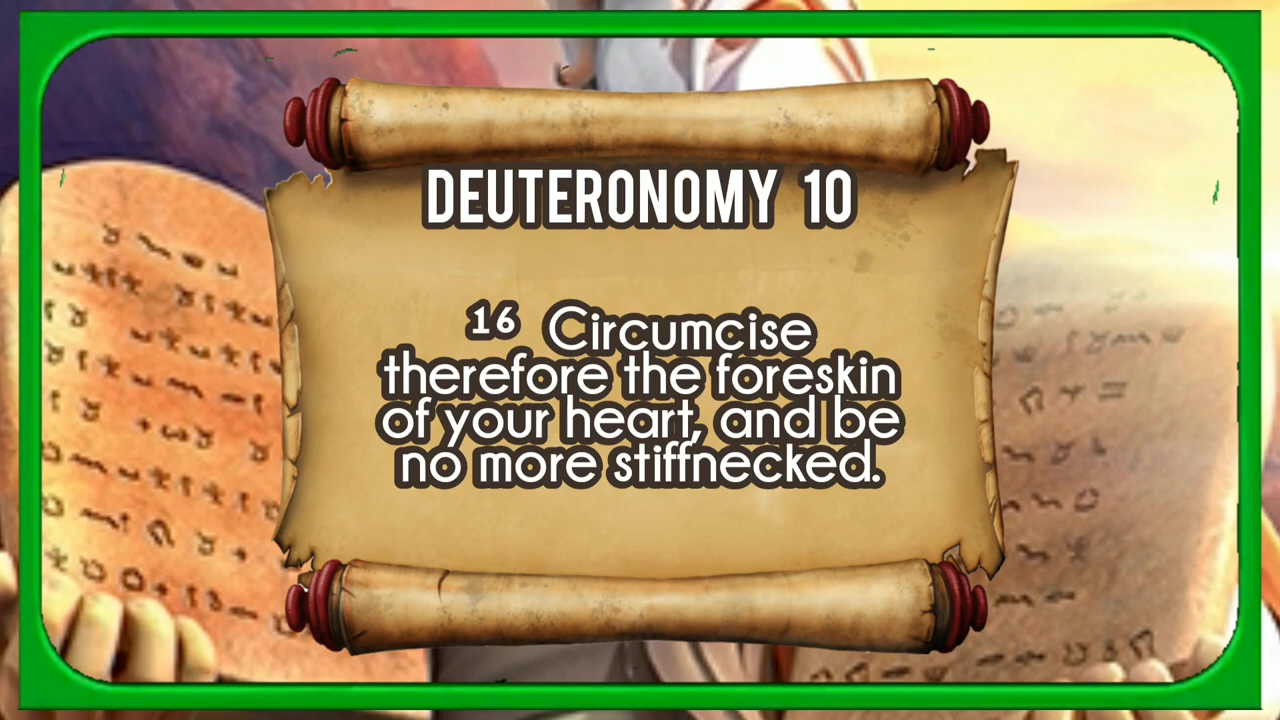 DEUTERONOMY 10
16 Circumcise
therefore the foreskin
of your heart, and be
no more stiffnecked.